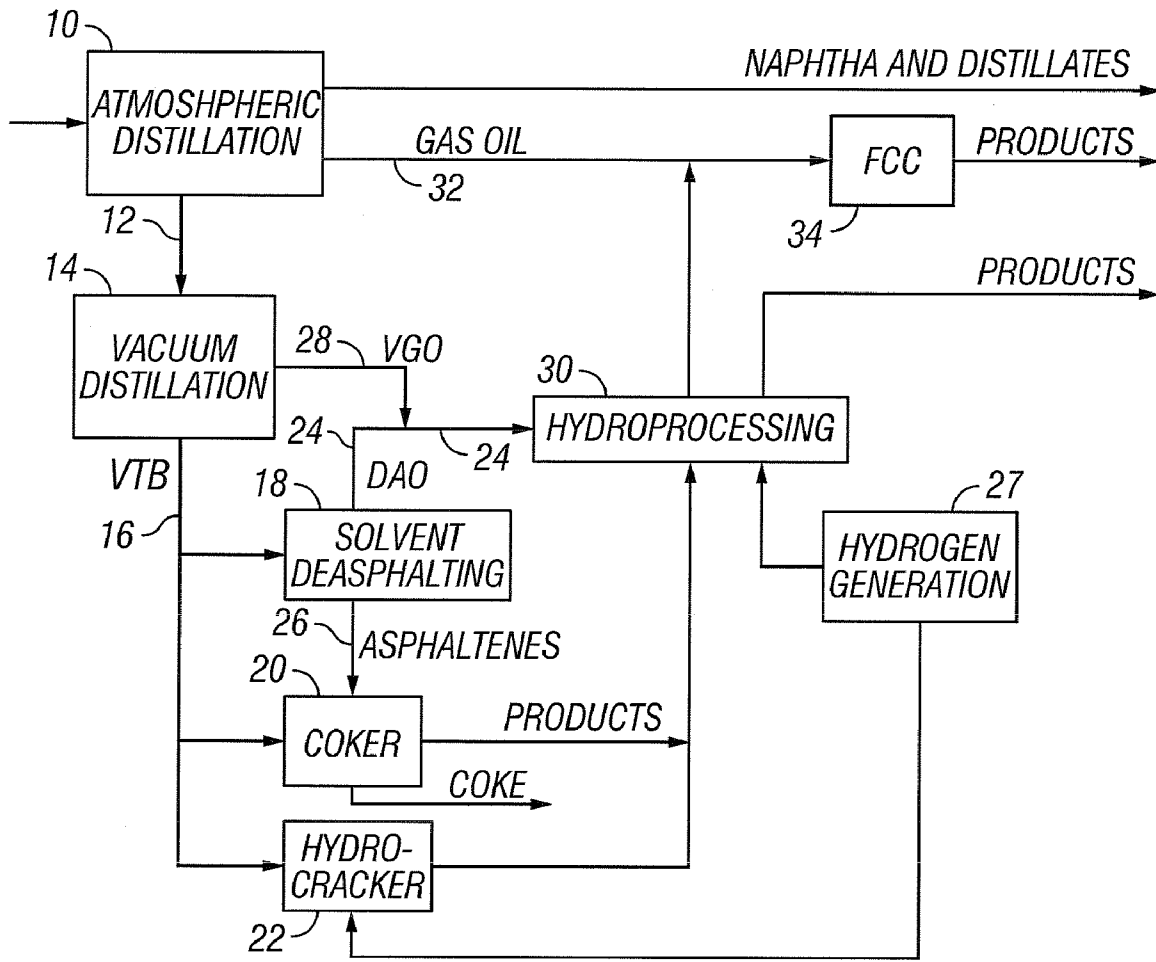 10
NAPHTHA AND DISTILLATES
ATMOSHPHERIC
DISTILLATION
GAS OIL
32
FCC
PRODUCTS
34
12
14
PRODUCTS
VACUUM
DISTILLATION
28
VGO
30
HYDROPROCESSING
24
24
VTB
DAO
16
18
27
SOLVENT
DEASPHALTING
HYDROGEN
GENERATION
26
ASPHALTENES
20
PRODUCTS
COKER
COKE
HYDRO-
CRACKER
22